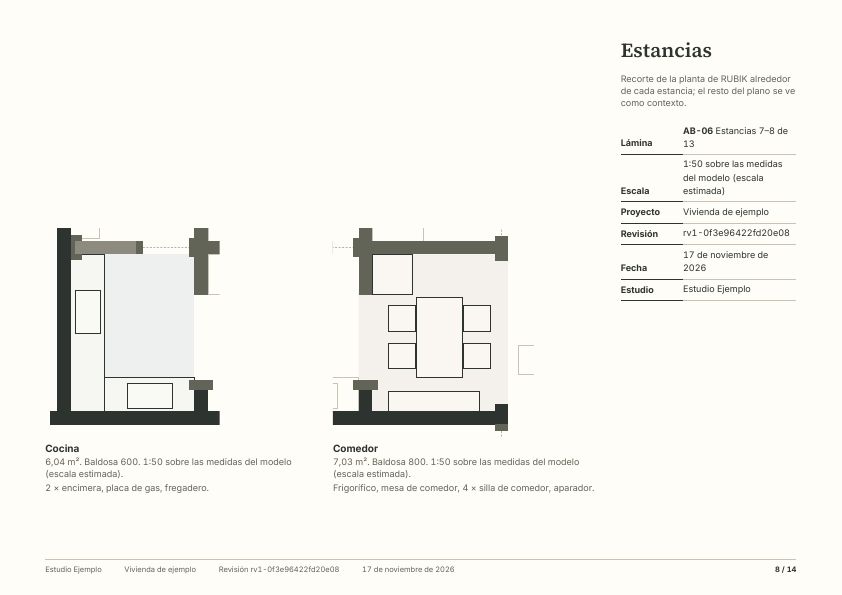 Estancias
Recorte de la planta de RUBIK alrededor
de cada estancia; el resto del plano se ve
como contexto.
Lámina AB-06 Estancias 7–8 de
13
Escala 1:50 sobre las medidas
del modelo (escala
estimada)
Proyecto Vivienda de ejemplo
Revisión rv1-0f3e96422fd20e08
Fecha 17 de noviembre de
2026
Estudio Estudio Ejemplo
Cocina
6,04 m². Baldosa 600. 1:50 sobre las medidas del modelo
(escala estimada).
2 × encimera, placa de gas, fregadero.
Comedor
7,03 m². Baldosa 800. 1:50 sobre las medidas del modelo
(escala estimada).
Frigorífico, mesa de comedor, 4 × silla de comedor, aparador.
Estudio Ejemplo Vivienda de ejemplo Revisión rv1-0f3e96422fd20e08 17 de noviembre de 2026 8 / 14